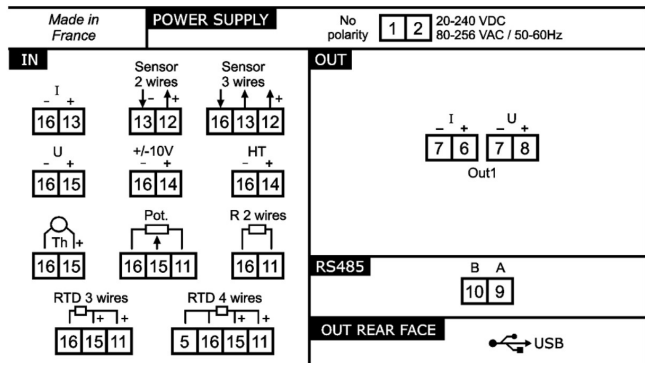 Made in
France
POWER SUPPLY
No
polarity
1 2
20-240 VDC
80-256 VAC / 50-60Hz
IN
I
- +
16 13
Sensor
2 wires
- +
13 12
Sensor
3 wires
+
16 13 12
U
- +
16 15
+/-10V
- +
16 14
HT
- +
16 14
Th +
16 15
Pot.
16 15 11
R 2 wires
16 11
RTD 3 wires
+ +
16 15 11
RTD 4 wires
+ +
5 16 15 11
OUT
I
- +
7 6
U
- +
7 8
Out1
RS485
B A
10 9
OUT REAR FACE
USB